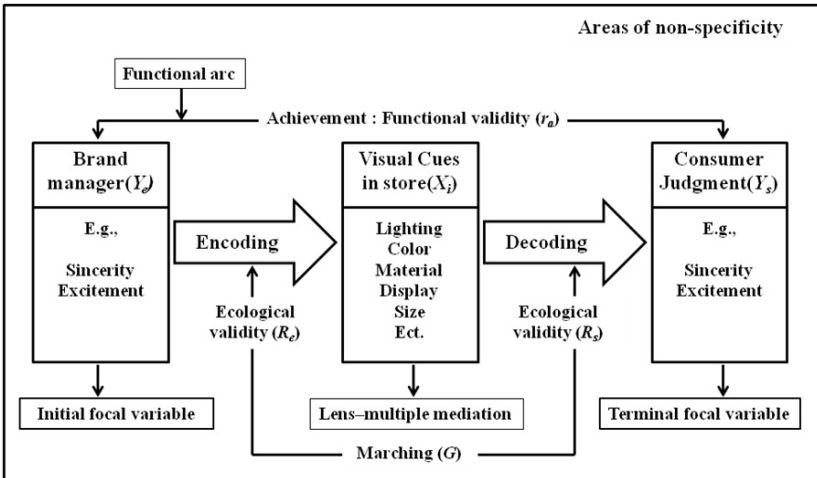 Areas of non-specificity
Functional arc
Achievement : Functional validity (rₐ)
Brand
manager(Yₑ)
E.g.,
Sincerity
Excitement
Encoding
Ecological
validity (Rₑ)
Visual Cues
in store(Xᵢ)
Lighting
Color
Material
Display
Size
Ect.
Decoding
Ecological
validity (Rₛ)
Consumer
Judgment(Yₛ)
E.g.,
Sincerity
Excitement
Initial focal variable
Lens–multiple mediation
Terminal focal variable
Marching (G)